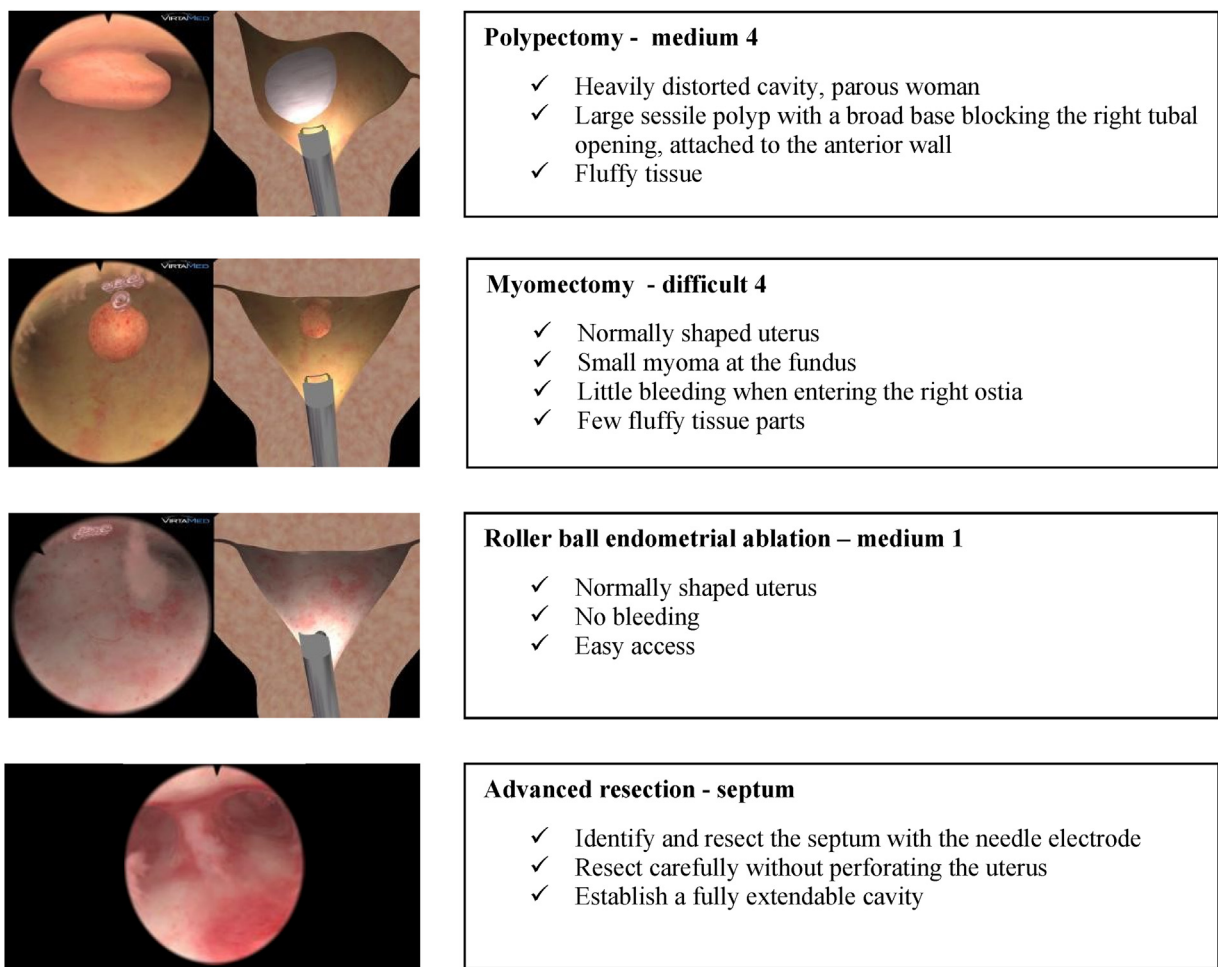 VIRTAMED
Polypectomy - medium 4
✓ Heavily distorted cavity, parous woman
✓ Large sessile polyp with a broad base blocking the right tubal
opening, attached to the anterior wall
✓ Fluffy tissue
VIRTAMED
Myomectomy - difficult 4
✓ Normally shaped uterus
✓ Small myoma at the fundus
✓ Little bleeding when entering the right ostia
✓ Few fluffy tissue parts
VIRTAMED
Roller ball endometrial ablation – medium 1
✓ Normally shaped uterus
✓ No bleeding
✓ Easy access
Advanced resection - septum
✓ Identify and resect the septum with the needle electrode
✓ Resect carefully without perforating the uterus
✓ Establish a fully extendable cavity